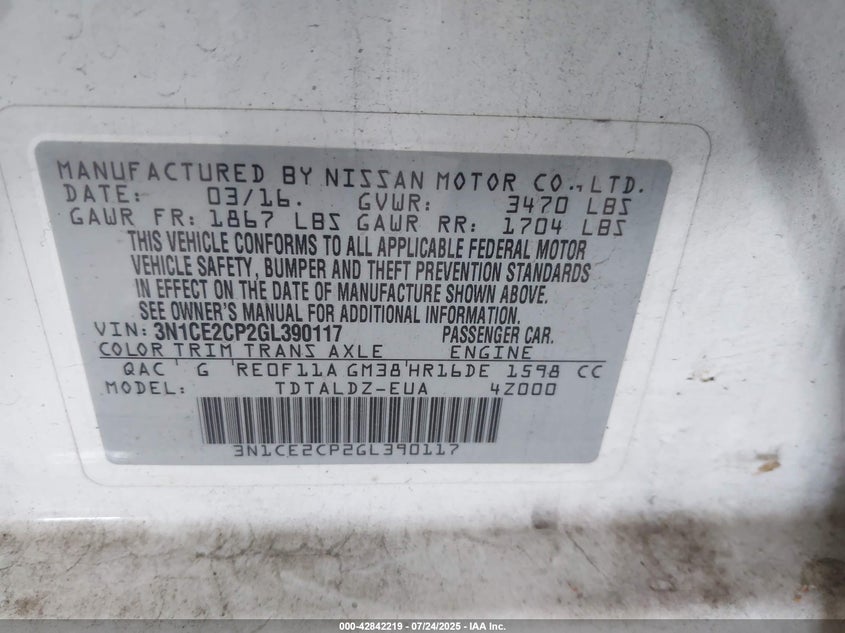 MANUFACTURED BY NISSAN MOTOR CO., LTD.
DATE: 03/16. GVWR: 3470 LBS
GAWR FR: 1867 LBS GAWR RR: 1704 LBS
THIS VEHICLE CONFORMS TO ALL APPLICABLE FEDERAL MOTOR
VEHICLE SAFETY, BUMPER AND THEFT PREVENTION STANDARDS
IN EFFECT ON THE DATE OF MANUFACTURE SHOWN ABOVE.
SEE OWNER'S MANUAL FOR ADDITIONAL INFORMATION.
VIN: 3N1CE2CP2GL390117 PASSENGER CAR.
COLOR TRIM TRANS AXLE ENGINE
QAC G RE0F11A GM38 HR16DE 1598 CC
MODEL: TDTALDZ-EUA 4Z000
3N1CE2CP2GL390117
000-42842219 - 07/24/2025 - IAA Inc.